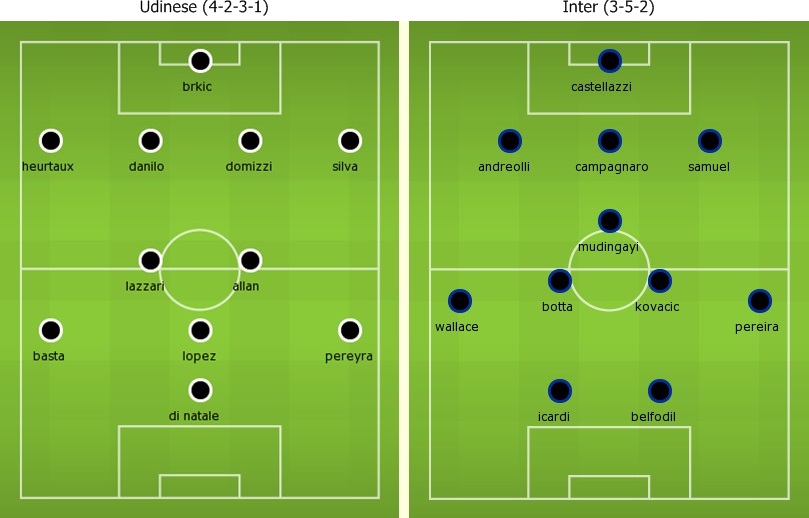 Udinese (4-2-3-1)
brkic
heurtaux danilo domizzi silva
lazzari allan
basta lopez pereyra
di natale
Inter (3-5-2)
castellazzi
andreolli campagnaro samuel
mudingayi
botta kovacic
wallace pereira
icardi belfodil